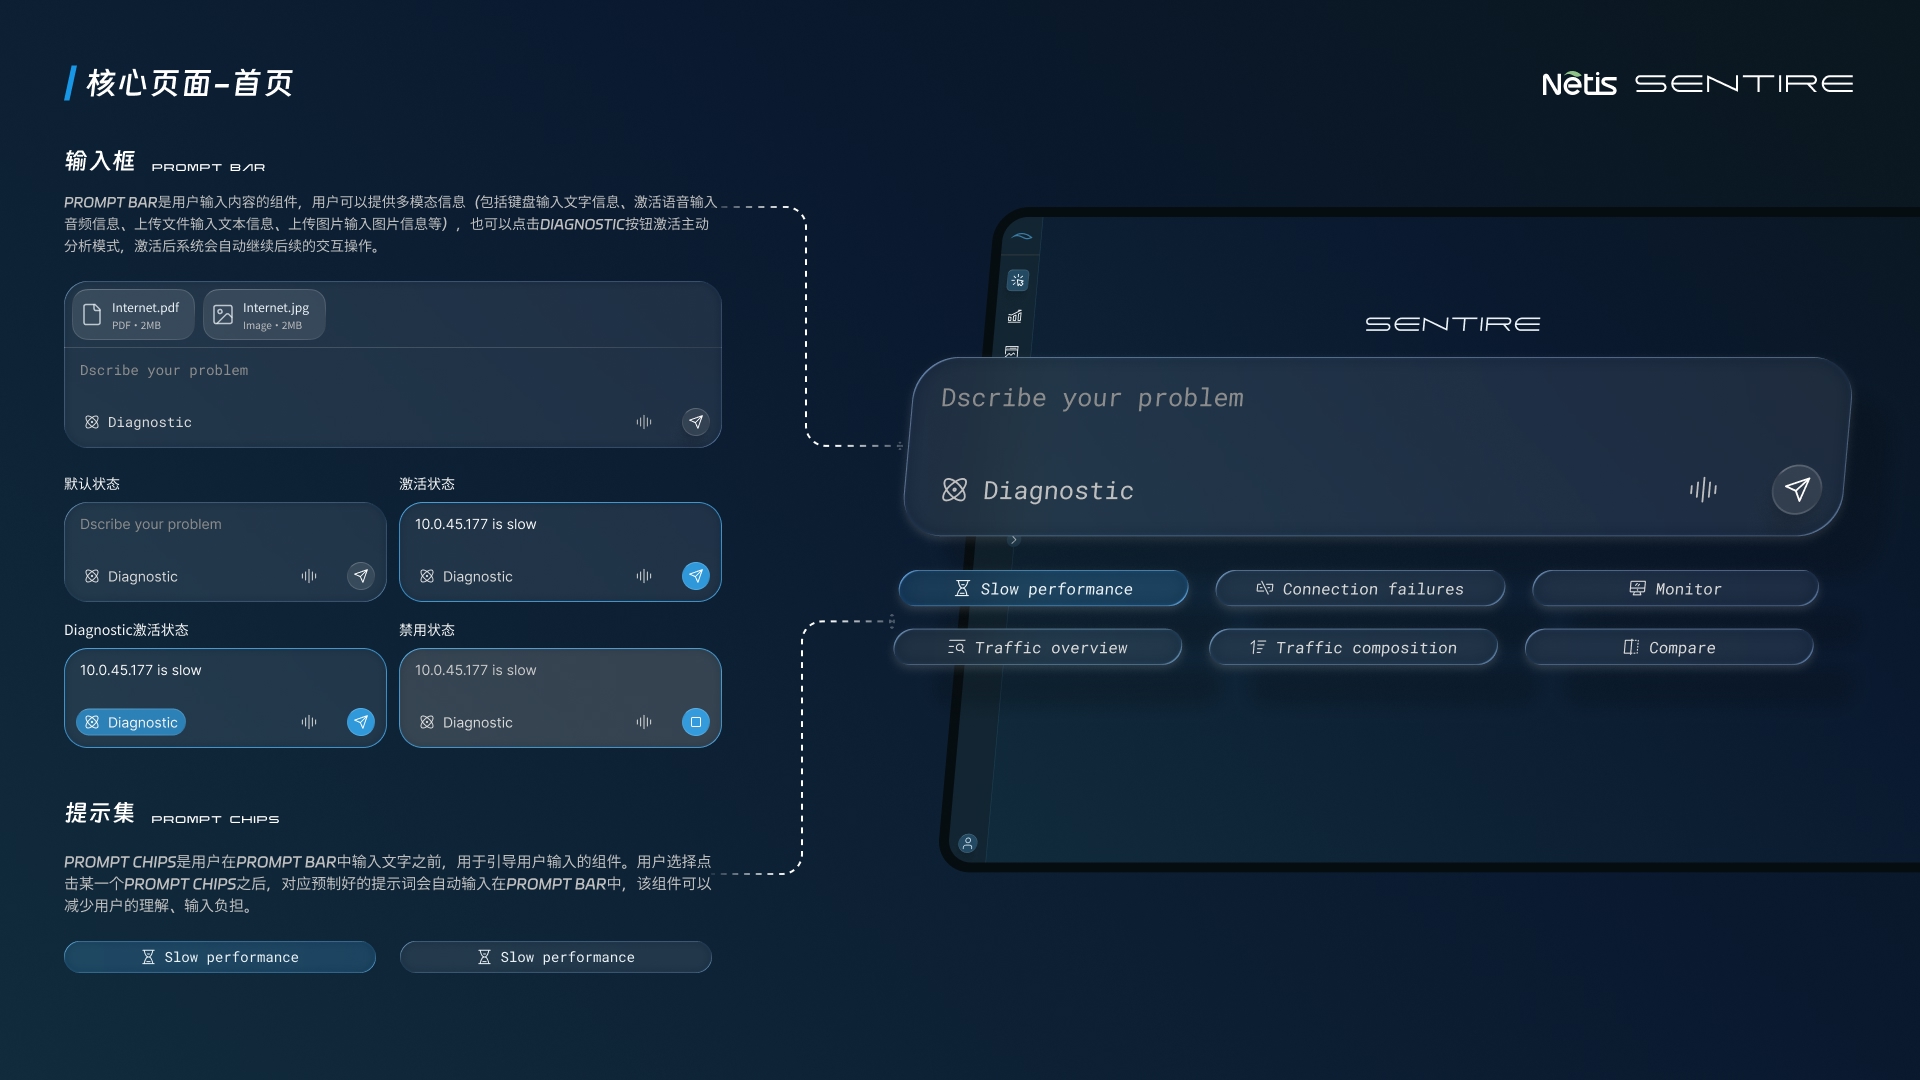 核心页面-首页
Netis SENTIRE
输入框 PROMPT BAR
PROMPT BAR是用户输入内容的组件，用户可以提供多模态信息（包括键盘输入文字信息、激活语音输入
音频信息、上传文件输入文本信息、上传图片输入图片信息等），也可以点击DIAGNOSTIC按钮激活主动
分析模式，激活后系统会自动继续后续的交互操作。
Internet.pdf
PDF • 2MB
Internet.jpg
Image • 2MB
Dscribe your problem
Diagnostic
默认状态
Dscribe your problem
Diagnostic
激活状态
10.0.45.177 is slow
Diagnostic
Diagnostic激活状态
10.0.45.177 is slow
Diagnostic
禁用状态
10.0.45.177 is slow
Diagnostic
提示集 PROMPT CHIPS
PROMPT CHIPS是用户在PROMPT BAR中输入文字之前，用于引导用户输入的组件。用户选择点
击某一个PROMPT CHIPS之后，对应预制好的提示词会自动输入在PROMPT BAR中，该组件可以
减少用户的理解、输入负担。
Slow performance
Slow performance
SENTIRE
Dscribe your problem
Diagnostic
Slow performance
Connection failures
Monitor
Traffic overview
Traffic composition
Compare